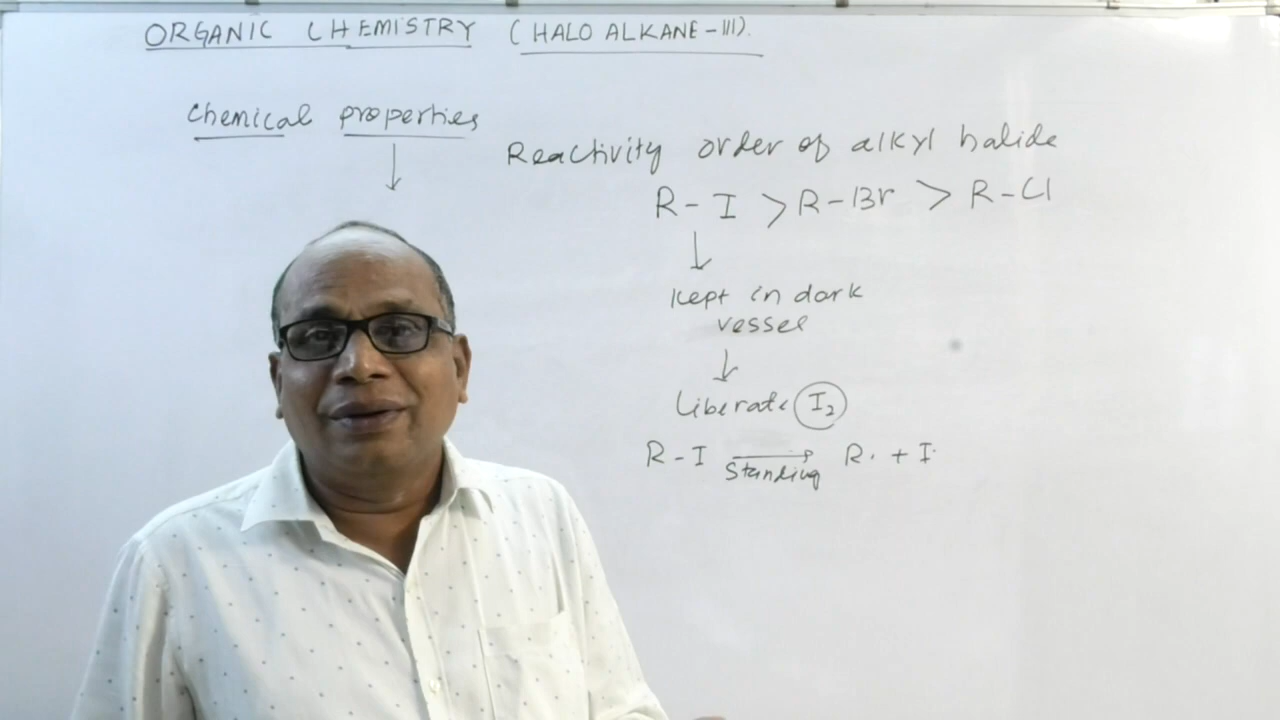 ORGANIC CHEMISTRY (HALO ALKANE-III).
Chemical properties
↓
Reactivity order of alkyl halide
R-I > R-Br > R-Cl
↓
Kept in dark
vessel
↓
Liberate I₂
R-I ⟶ R· + I·
Standing